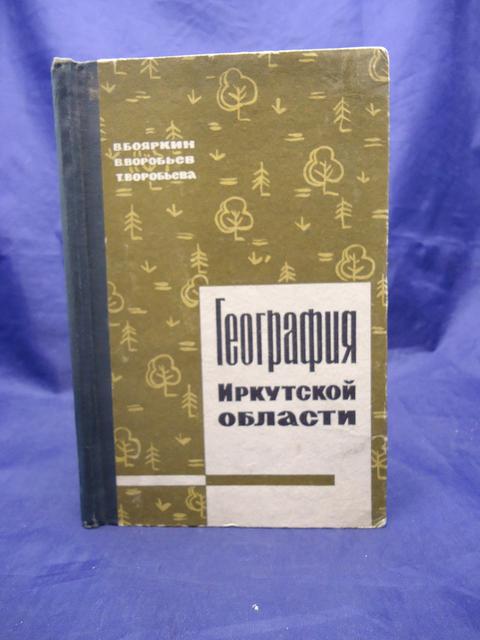 В. БОЯРКИН
В. ВОРОБЬЕВ
Т. ВОРОБЬЕВА
География
ИРКУТСКОЙ
ОБЛАСТИ